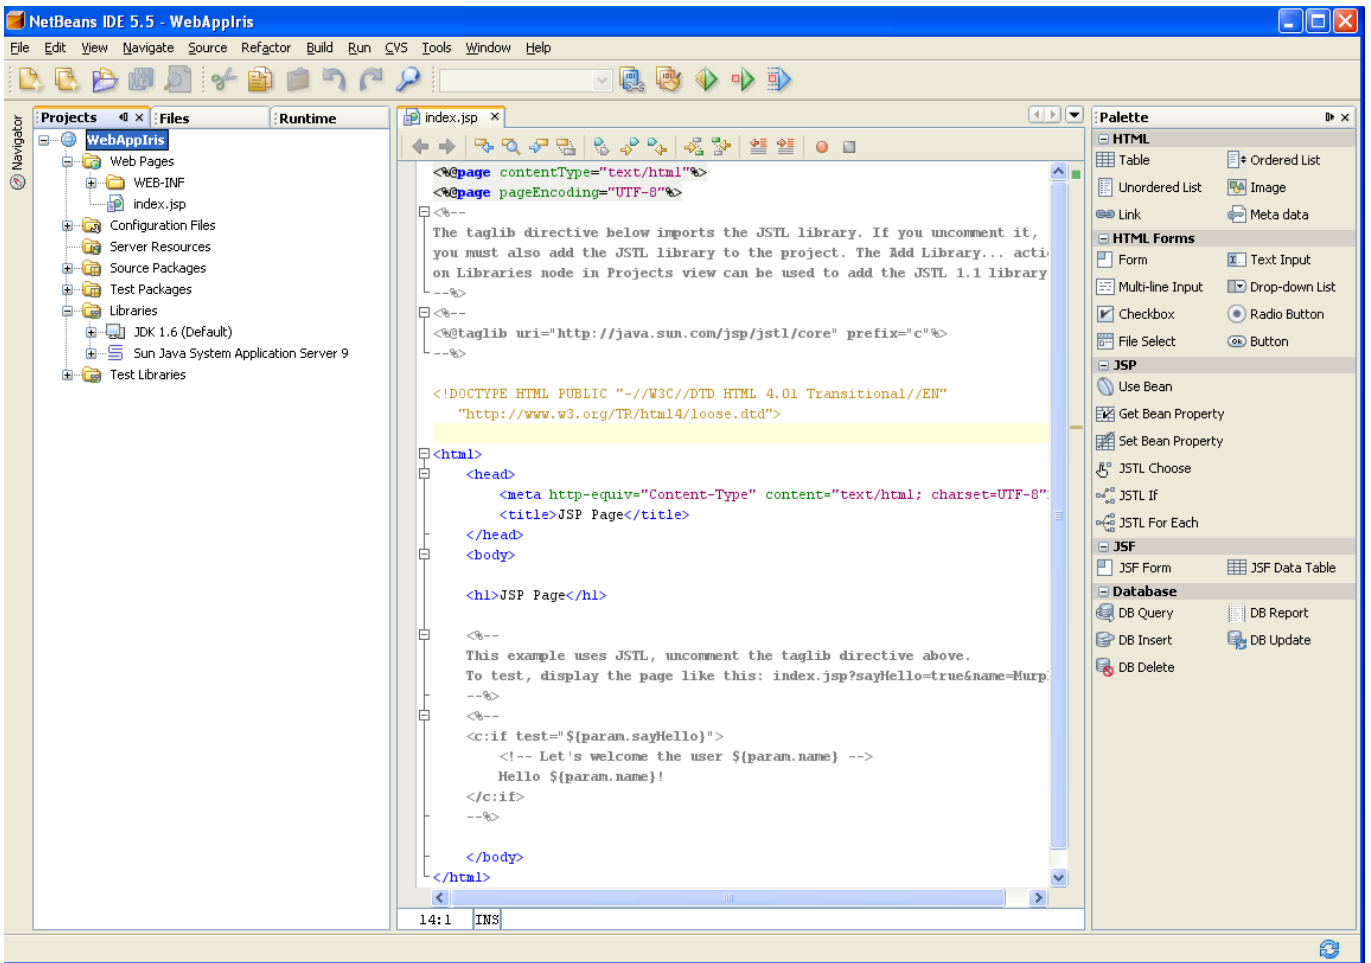 NetBeans IDE 5.5 - WebAppIris
File Edit View Navigate Source Refactor Build Run CVS Tools Window Help
Navigator
Projects Files Runtime
WebAppIris
Web Pages
WEB-INF
index.jsp
Configuration Files
Server Resources
Source Packages
Test Packages
Libraries
JDK 1.6 (Default)
Sun Java System Application Server 9
Test Libraries
index.jsp
<%@page contentType="text/html"%>
<%@page pageEncoding="UTF-8"%>
<%--
The taglib directive below imports the JSTL library. If you uncomment it,
you must also add the JSTL library to the project. The Add Library... acti
on Libraries node in Projects view can be used to add the JSTL 1.1 library
--%>
<%--
<%@taglib uri="http://java.sun.com/jsp/jstl/core" prefix="c"%>
--%>
<!DOCTYPE HTML PUBLIC "-//W3C//DTD HTML 4.01 Transitional//EN"
"http://www.w3.org/TR/html4/loose.dtd">
<html>
<head>
<meta http-equiv="Content-Type" content="text/html; charset=UTF-8"
<title>JSP Page</title>
</head>
<body>
<h1>JSP Page</h1>
<%--
This example uses JSTL, uncomment the taglib directive above.
To test, display the page like this: index.jsp?sayHello=true&name=Murp
--%>
<%--
<c:if test="${param.sayHello}">
<!-- Let's welcome the user ${param.name} -->
Hello ${param.name}!
</c:if>
--%>
</body>
</html>
14:1 INS
Palette
HTML
Table Ordered List
Unordered List Image
Link Meta data
HTML Forms
Form Text Input
Multi-line Input Drop-down List
Checkbox Radio Button
File Select Button
JSP
Use Bean
Get Bean Property
Set Bean Property
JSTL Choose
JSTL If
JSTL For Each
JSF
JSF Form JSF Data Table
Database
DB Query DB Report
DB Insert DB Update
DB Delete